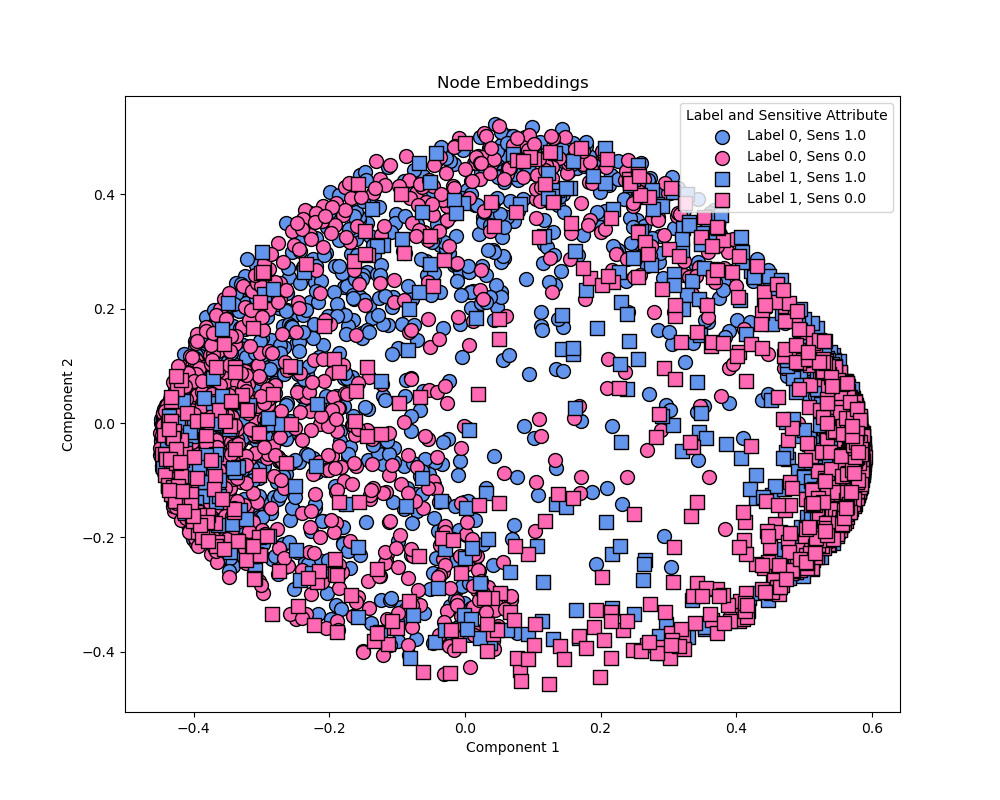 Node Embeddings
Label and Sensitive Attribute
Label 0, Sens 1.0
Label 0, Sens 0.0
Label 1, Sens 1.0
Label 1, Sens 0.0
Component 2
0.4
0.2
0.0
−0.2
−0.4
−0.4
−0.2
0.0
0.2
0.4
0.6
Component 1